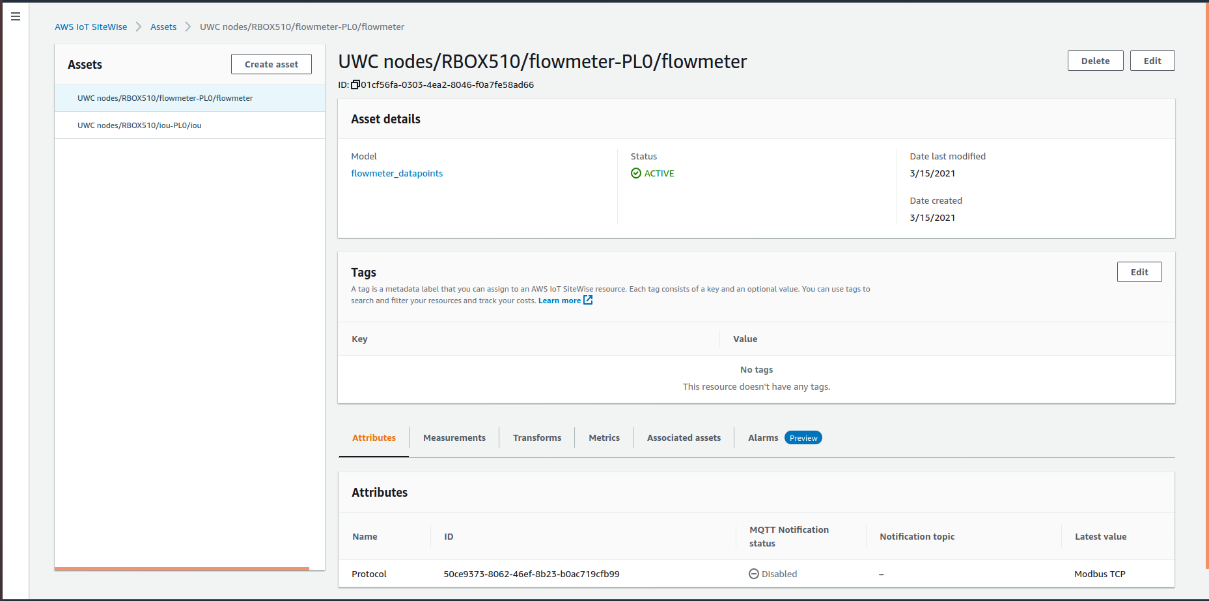 AWS IoT SiteWise > Assets > UWC nodes/RBOX510/flowmeter-PL0/flowmeter
Assets
Create asset
UWC nodes/RBOX510/flowmeter-PL0/flowmeter
UWC nodes/RBOX510/iou-PL0/iou
UWC nodes/RBOX510/flowmeter-PL0/flowmeter
Delete
Edit
ID: 01cf56fa-0303-4ea2-8046-f0a7fe58ad66
Asset details
Model
flowmeter_datapoints
Status
ACTIVE
Date last modified
3/15/2021
Date created
3/15/2021
Tags
Edit
A tag is a metadata label that you can assign to an AWS IoT SiteWise resource. Each tag consists of a key and an optional value. You can use tags to
search and filter your resources and track your costs. Learn more
Key Value
No tags
This resource doesn't have any tags.
Attributes Measurements Transforms Metrics Associated assets Alarms Preview
Attributes
Name ID MQTT Notification status Notification topic Latest value
Protocol 50ce9373-8062-46ef-8b23-b0ac719cfb99 Disabled – Modbus TCP